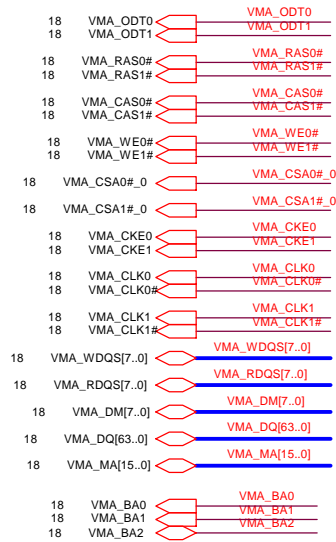 18 VMA_ODT0 VMA_ODT0
18 VMA_ODT1 VMA_ODT1
18 VMA_RAS0# VMA_RAS0#
18 VMA_RAS1# VMA_RAS1#
18 VMA_CAS0# VMA_CAS0#
18 VMA_CAS1# VMA_CAS1#
18 VMA_WE0# VMA_WE0#
18 VMA_WE1# VMA_WE1#
18 VMA_CSA0#_0 VMA_CSA0#_0
18 VMA_CSA1#_0 VMA_CSA1#_0
18 VMA_CKE0 VMA_CKE0
18 VMA_CKE1 VMA_CKE1
18 VMA_CLK0 VMA_CLK0
18 VMA_CLK0# VMA_CLK0#
18 VMA_CLK1 VMA_CLK1
18 VMA_CLK1# VMA_CLK1#
18 VMA_WDQS[7..0] VMA_WDQS[7..0]
18 VMA_RDQS[7..0] VMA_RDQS[7..0]
18 VMA_DM[7..0] VMA_DM[7..0]
18 VMA_DQ[63..0] VMA_DQ[63..0]
18 VMA_MA[15..0] VMA_MA[15..0]
18 VMA_BA0 VMA_BA0
18 VMA_BA1 VMA_BA1
18 VMA_BA2 VMA_BA2